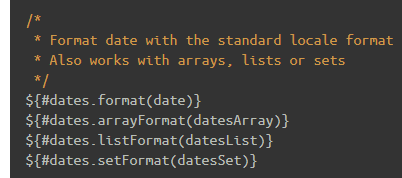 /*
* Format date with the standard locale format
* Also works with arrays, lists or sets
*/
${#dates.format(date)}
${#dates.arrayFormat(datesArray)}
${#dates.listFormat(datesList)}
${#dates.setFormat(datesSet)}